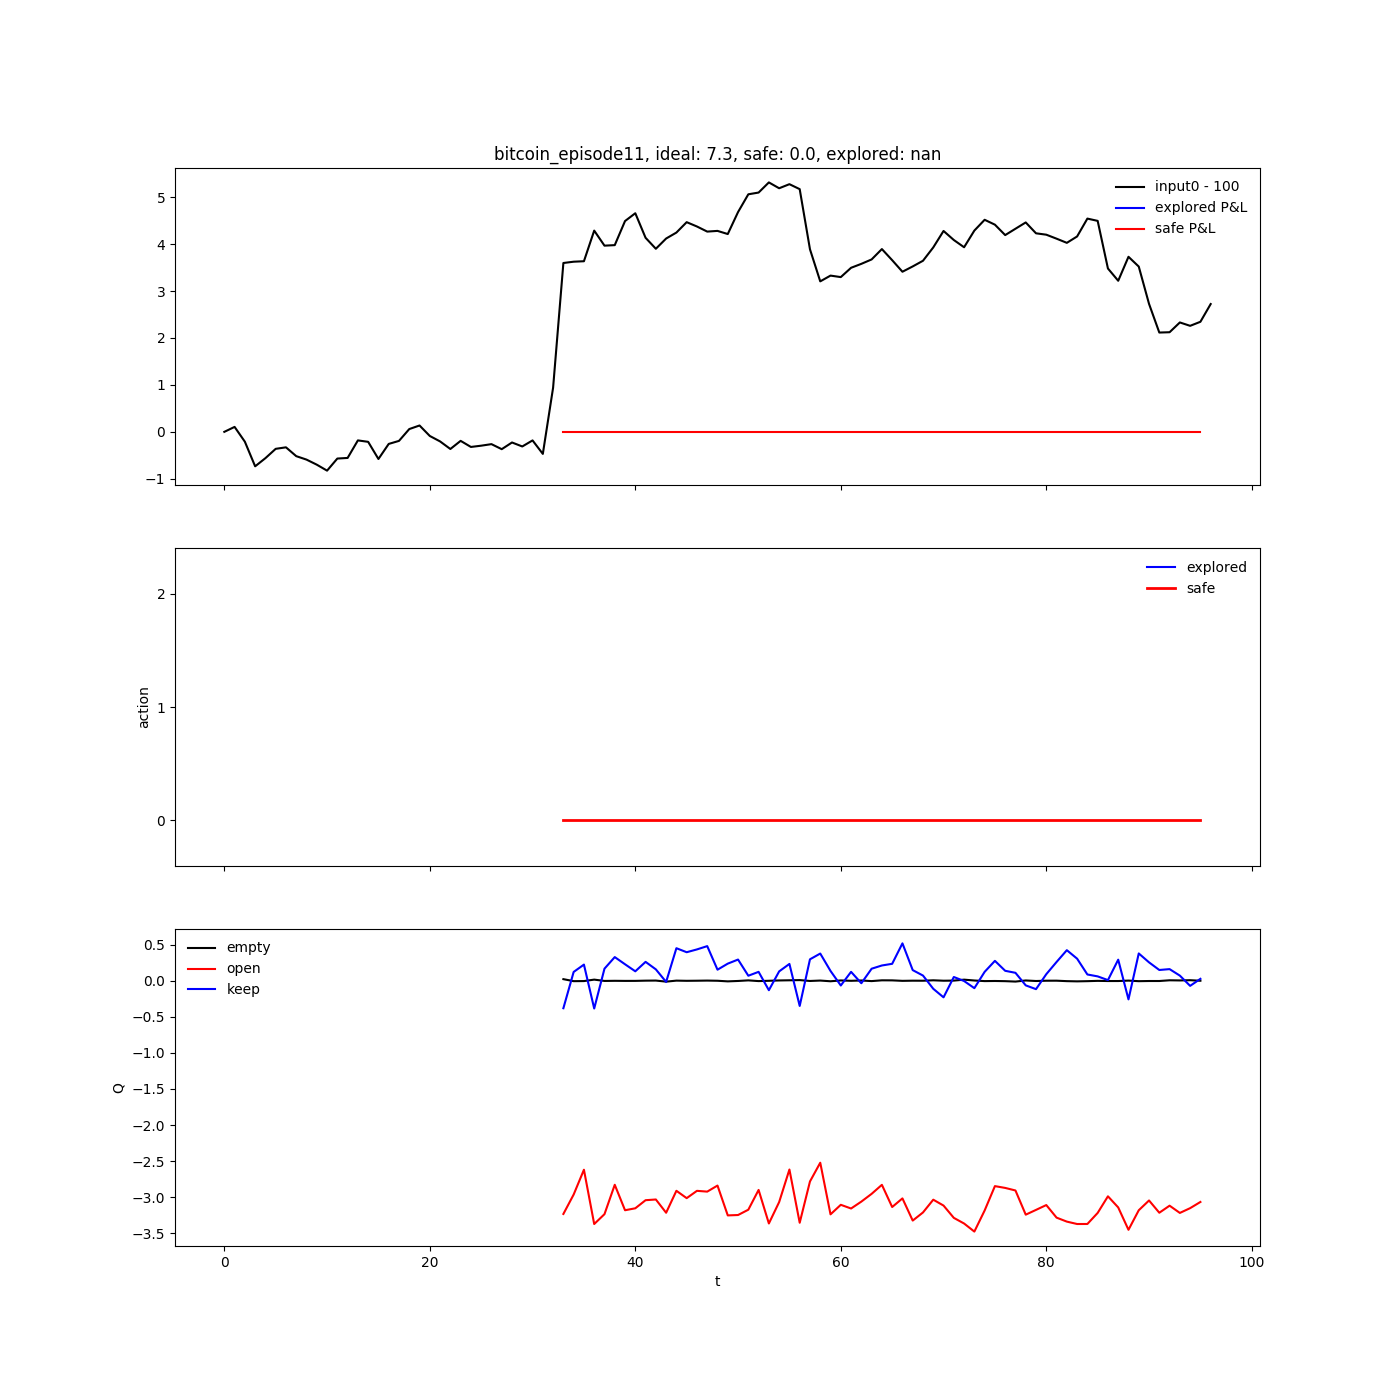 bitcoin_episode11, ideal: 7.3, safe: 0.0, explored: nan
5
4
3
2
1
0
−1
input0 - 100
explored P&L
safe P&L
2
1
0
action
explored
safe
0.5
0.0
−0.5
−1.0
−1.5
−2.0
−2.5
−3.0
−3.5
Q
empty
open
keep
0 20 40 60 80 100
t